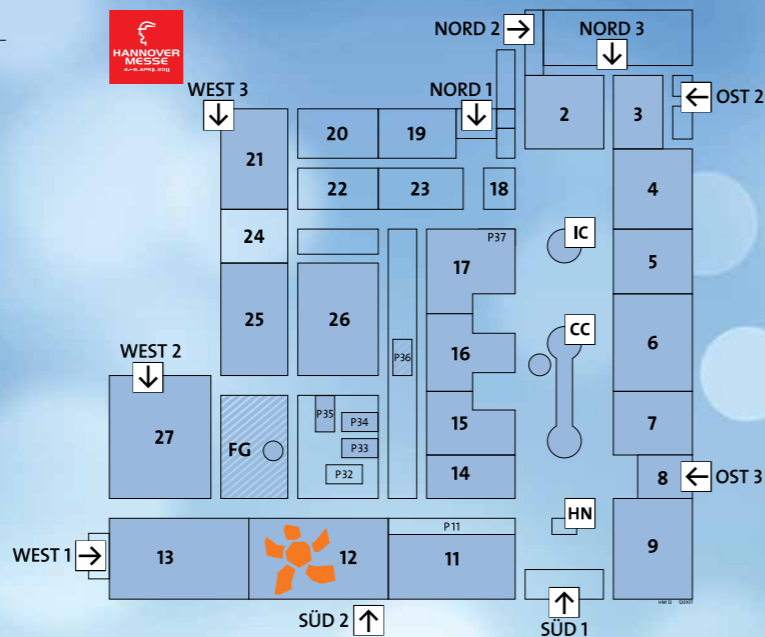 HANNOVER
MESSE
NORD 2
NORD 3
WEST 3
NORD 1
OST 2
20
19
2
3
21
22
23
18
4
24
P37
IC
17
5
25
26
CC
WEST 2
P36
16
6
27
P35
P34
15
7
FG
P33
P32
14
8
OST 3
HN
P11
WEST 1
13
12
11
9
SÜD 2
SÜD 1